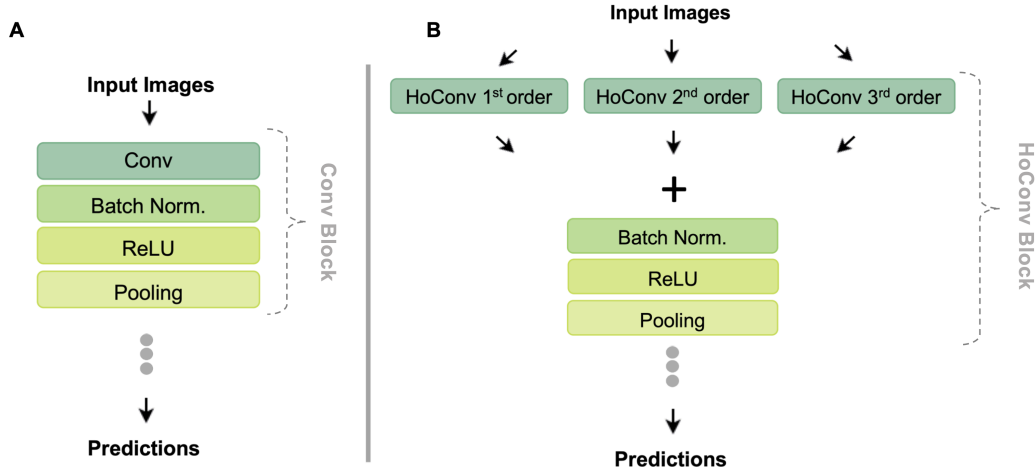 A
Input Images
Conv
Batch Norm.
ReLU
Pooling
Conv Block
Predictions
B
Input Images
HoConv 1st order
HoConv 2nd order
HoConv 3rd order
+
Batch Norm.
ReLU
Pooling
HoConv Block
Predictions